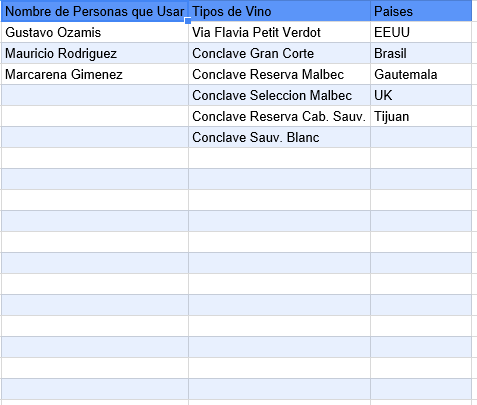 Nombre de Personas que Usar Tipos de Vino Paises
Gustavo Ozamis Via Flavia Petit Verdot EEUU
Mauricio Rodriguez Conclave Gran Corte Brasil
Marcarena Gimenez Conclave Reserva Malbec Gautemala
Conclave Seleccion Malbec UK
Conclave Reserva Cab. Sauv. Tijuan
Conclave Sauv. Blanc